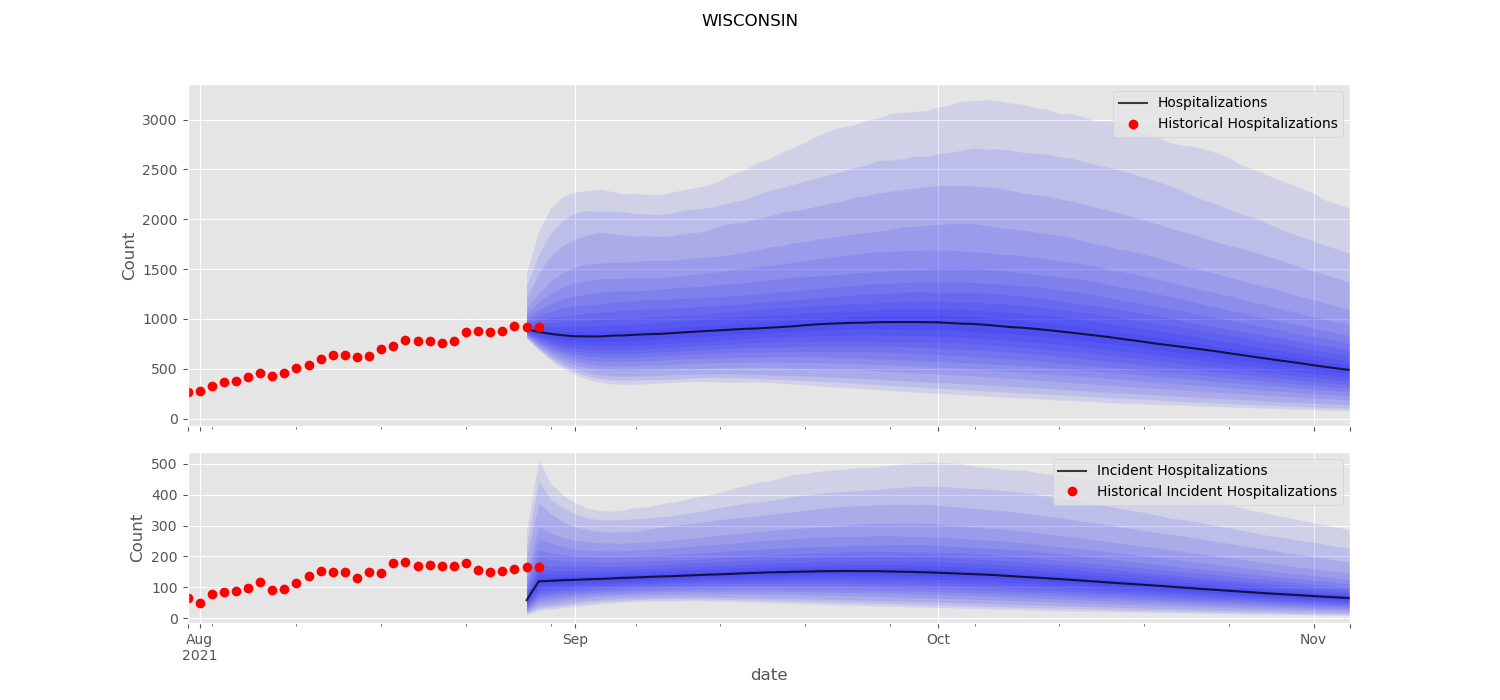 WISCONSIN
Hospitalizations
Historical Hospitalizations
3000
2500
2000
1500
1000
500
0
Count
Incident Hospitalizations
Historical Incident Hospitalizations
500
400
300
200
100
0
Count
Aug Sep Oct Nov
2021
date